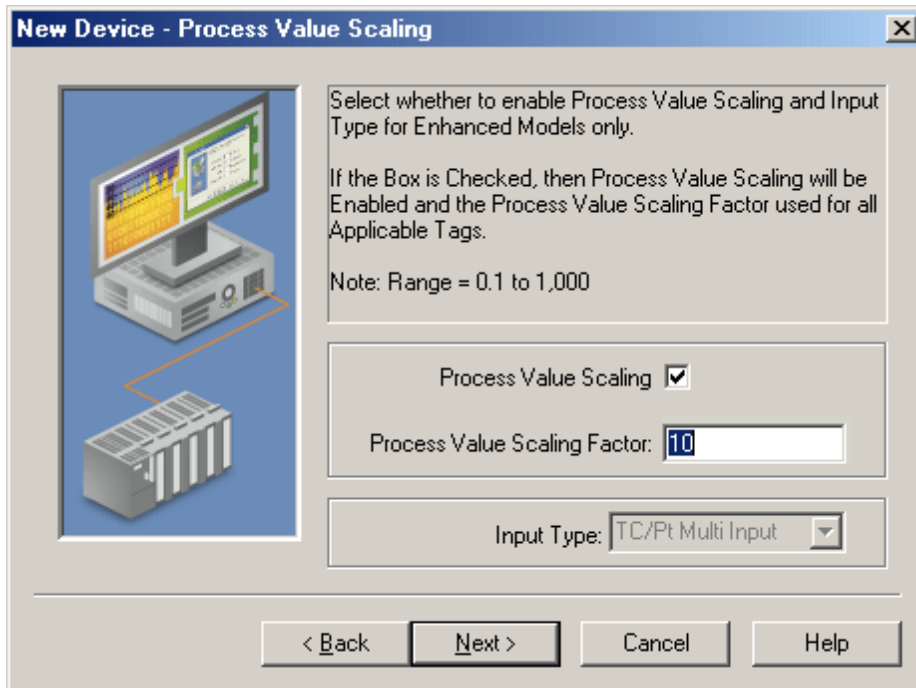 New Device - Process Value Scaling
Select whether to enable Process Value Scaling and Input
Type for Enhanced Models only.
If the Box is Checked, then Process Value Scaling will be
Enabled and the Process Value Scaling Factor used for all
Applicable Tags.
Note: Range = 0.1 to 1,000
Process Value Scaling
Process Value Scaling Factor: 10
Input Type: TC/Pt Multi Input
< Back Next > Cancel Help